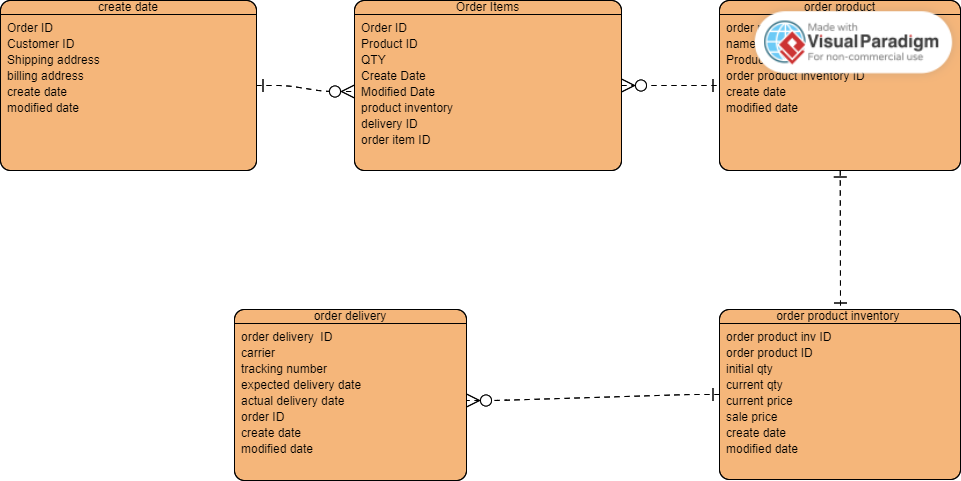 create date
Order ID
Customer ID
Shipping address
billing address
create date
modified date
Order Items
Order ID
Product ID
QTY
Create Date
Modified Date
product inventory
delivery ID
order item ID
order product
order
name
order product inventory ID
create date
modified date
Made with
Visual Paradigm
For non-commercial use
order delivery ID
order delivery
carrier
tracking number
expected delivery date
actual delivery date
order ID
create date
modified date
order product inventory
order product inv ID
order product ID
initial qty
current qty
current price
sale price
create date
modified date